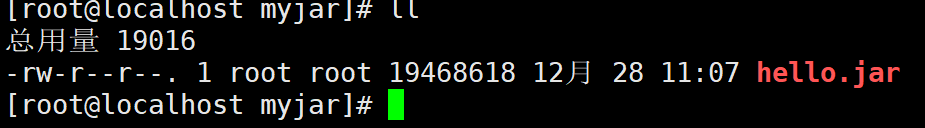 [root@localhost myjar]# ll
总用量 19016
-rw-r--r--. 1 root root 19468618 12月 28 11:07 hello.jar
[root@localhost myjar]#